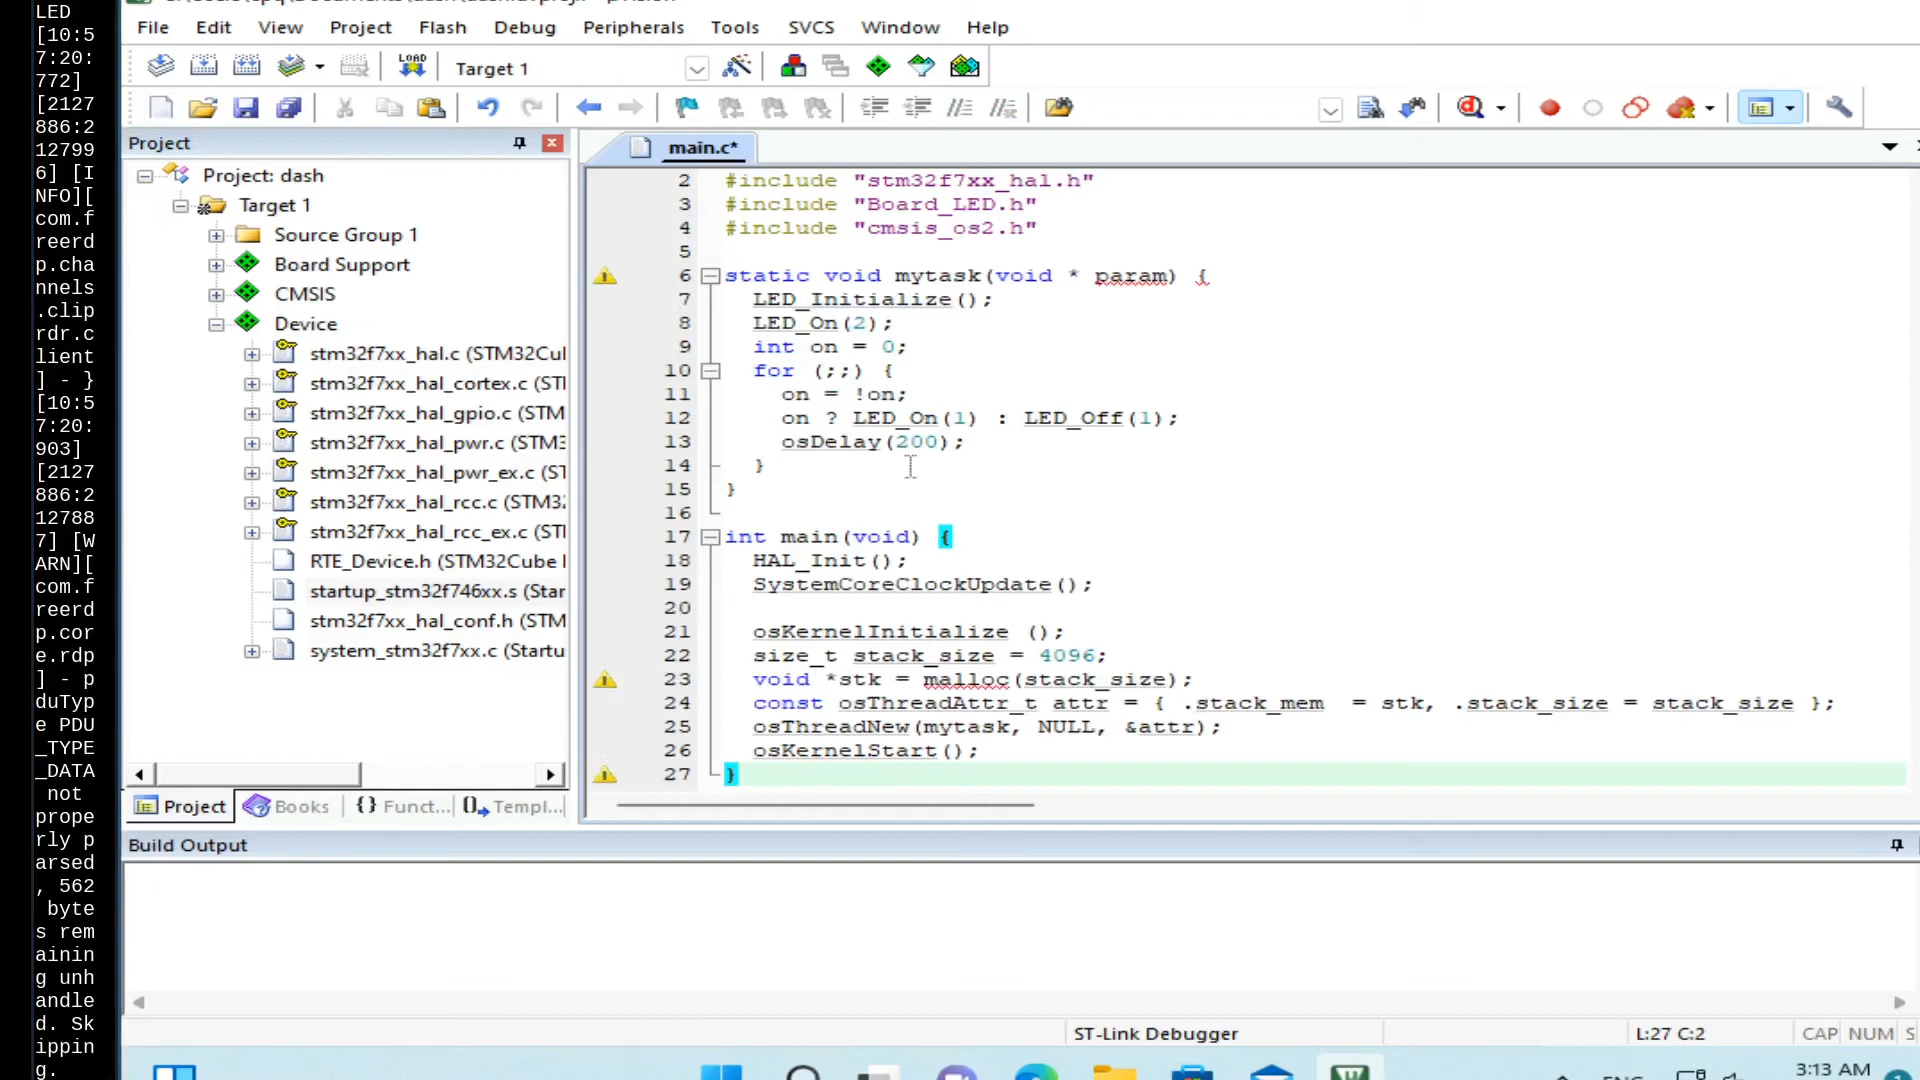 LED
[10:5
7:20:
772]
[2127
886:2
12799
6] [I
NFO][
com.f
reerd
p.cha
nnels
.clip
rdr.c
lient
] - }
[10:5
7:20:
903]
[2127
886:2
12788
7] [W
ARN][
com.f
reerd
p.cor
e.rdp
] - p
duTyp
e PDU
_TYPE
_DATA
not
prope
rly p
arsed
, 562
byte
s rem
ainin
g unh
andle
d. Sk
ippin
g.
File Edit View Project Flash Debug Peripherals Tools SVCS Window Help
LOAD Target 1
Project
Project: dash
Target 1
Source Group 1
Board Support
CMSIS
Device
stm32f7xx_hal.c (STM32Cul
stm32f7xx_hal_cortex.c (STI
stm32f7xx_hal_gpio.c (STM
stm32f7xx_hal_pwr.c (STM3
stm32f7xx_hal_pwr_ex.c (ST
stm32f7xx_hal_rcc.c (STM32
stm32f7xx_hal_rcc_ex.c (STI
RTE_Device.h (STM32Cube
startup_stm32f746xx.s (Star
stm32f7xx_hal_conf.h (STM
system_stm32f7xx.c (Startu
Project Books {} Funct... Templ...
main.c*
2 #include "stm32f7xx_hal.h"
3 #include "Board_LED.h"
4 #include "cmsis_os2.h"
5
6 static void mytask(void * param) {
7 LED_Initialize();
8 LED_On(2);
9 int on = 0;
10 for (;;) {
11 on = !on;
12 on ? LED_On(1) : LED_Off(1);
13 osDelay(200);
14 }
15 }
16
17 int main(void) {
18 HAL_Init();
19 SystemCoreClockUpdate();
20
21 osKernelInitialize ();
22 size_t stack_size = 4096;
23 void *stk = malloc(stack_size);
24 const osThreadAttr_t attr = { .stack_mem = stk, .stack_size = stack_size };
25 osThreadNew(mytask, NULL, &attr);
26 osKernelStart();
27 }
Build Output
ST-Link Debugger L:27 C:2 CAP NUM S
3:13 AM